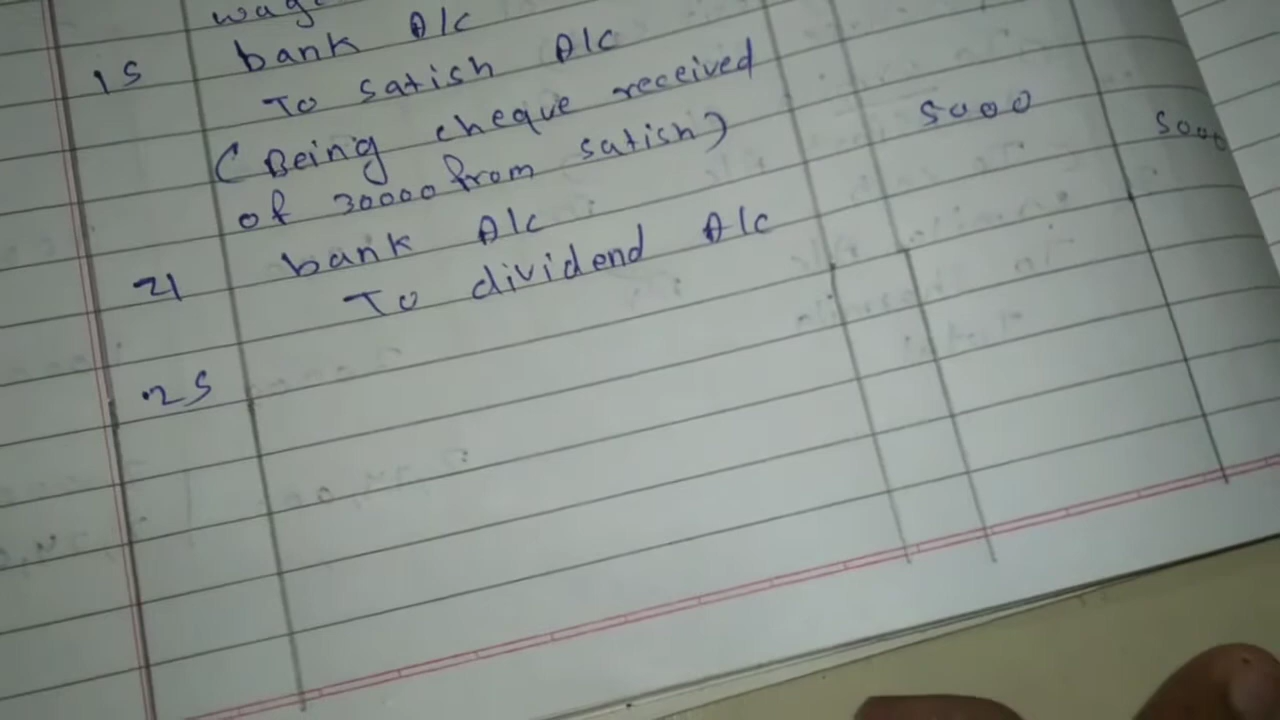 15 bank A/c
To satish A/c
(Being cheque received
of 30000 from satish)
21 bank A/c 5000
To dividend A/c 5000
25